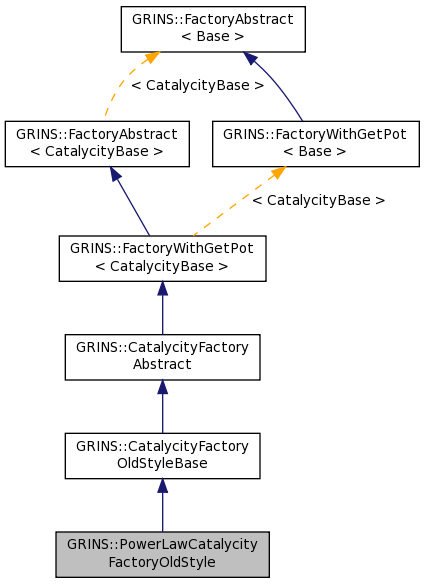 GRINS::FactoryAbstract
< Base >
< CatalycityBase >
GRINS::FactoryAbstract
< CatalycityBase >
GRINS::FactoryWithGetPot
< Base >
< CatalycityBase >
GRINS::FactoryWithGetPot
< CatalycityBase >
GRINS::CatalycityFactory
Abstract
GRINS::CatalycityFactory
OldStyleBase
GRINS::PowerLawCatalycity
FactoryOldStyle